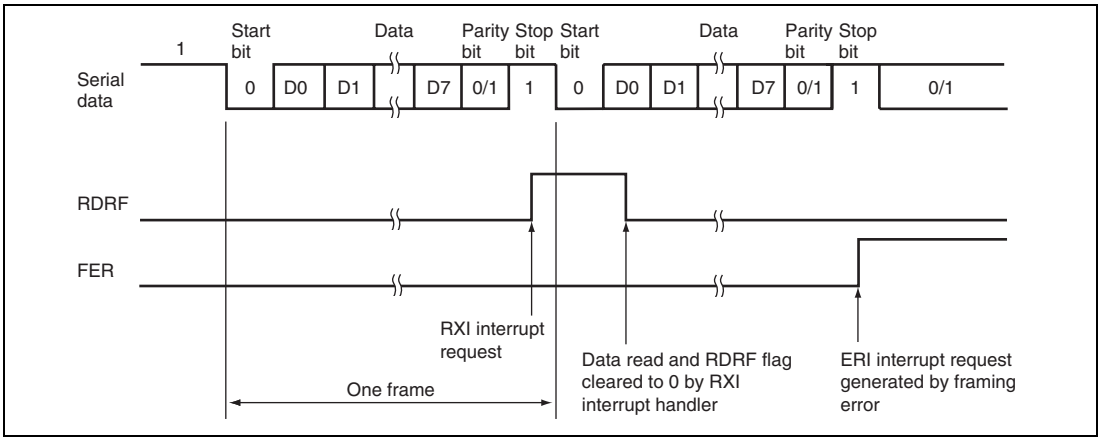 Start bit Data Parity bit Stop bit Start bit Data Parity bit Stop bit
1
Serial data
0 D0 D1 D7 0/1 1 0 D0 D1 D7 0/1 1 0/1
RDRF
FER
RXI interrupt
request
Data read and RDRF flag
cleared to 0 by RXI
interrupt handler
ERI interrupt request
generated by framing
error
One frame